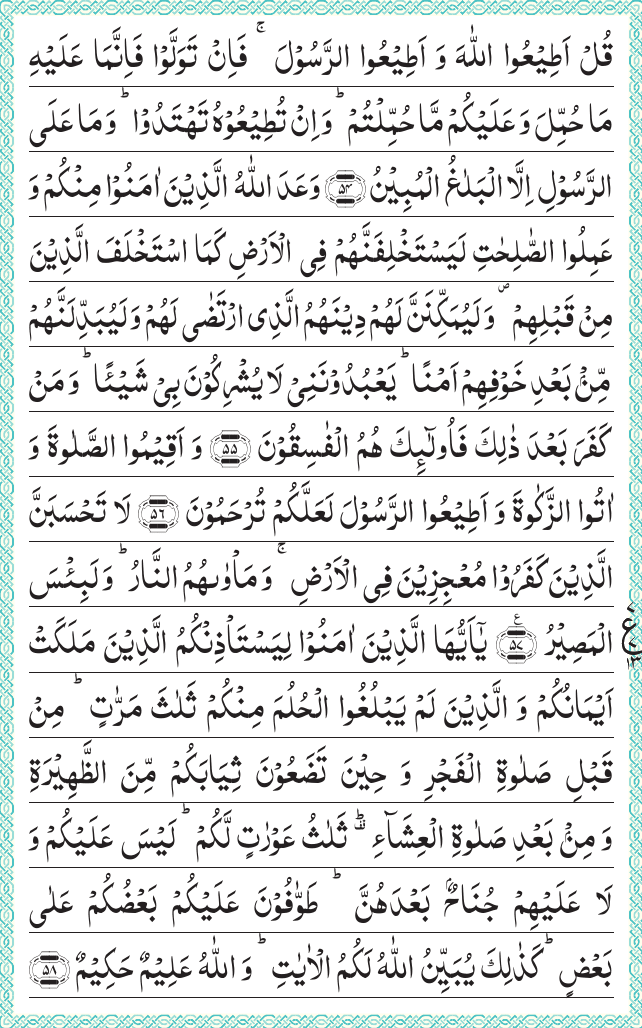 قُلْ اَطِيْعُوا اللّٰهَ وَ اَطِيْعُوا الرَّسُوْلَ ۚ فَاِنْ تَوَلَّوْا فَاِنَّمَا عَلَيْهِ
مَا حُمِّلَ وَ عَلَيْكُمْ مَّا حُمِّلْتُمْ ؕ وَ اِنْ تُطِيْعُوْهُ تَهْتَدُوْا ؕ وَ مَا عَلَى
الرَّسُوْلِ اِلَّا الْبَلٰغُ الْمُبِيْنُ ۝۵۴ وَعَدَ اللّٰهُ الَّذِيْنَ اٰمَنُوْا مِنْكُمْ وَ
عَمِلُوا الصّٰلِحٰتِ لَيَسْتَخْلِفَنَّهُمْ فِى الْاَرْضِ كَمَا اسْتَخْلَفَ الَّذِيْنَ
مِنْ قَبْلِهِمْ ۪ وَ لَيُمَكِّنَنَّ لَهُمْ دِيْنَهُمُ الَّذِى ارْتَضٰى لَهُمْ وَ لَيُبَدِّلَنَّهُمْ
مِّنْۢ بَعْدِ خَوْفِهِمْ اَمْنًا ؕ يَعْبُدُوْنَنِىْ لَا يُشْرِكُوْنَ بِىْ شَيْـًٔا ؕ وَ مَنْ
كَفَرَ بَعْدَ ذٰلِكَ فَاُولٰٓئِكَ هُمُ الْفٰسِقُوْنَ ۝۵۵ وَ اَقِيْمُوا الصَّلٰوةَ وَ
اٰتُوا الزَّكٰوةَ وَ اَطِيْعُوا الرَّسُوْلَ لَعَلَّكُمْ تُرْحَمُوْنَ ۝۵۶ لَا تَحْسَبَنَّ
الَّذِيْنَ كَفَرُوْا مُعْجِزِيْنَ فِى الْاَرْضِ ۚ وَ مَاْوٰىهُمُ النَّارُ ؕ وَ لَبِئْسَ
الْمَصِيْرُ ۝۵۷ ع يٰۤاَيُّهَا الَّذِيْنَ اٰمَنُوْا لِيَسْتَاْذِنْكُمُ الَّذِيْنَ مَلَكَتْ
اَيْمَانُكُمْ وَ الَّذِيْنَ لَمْ يَبْلُغُوا الْحُلُمَ مِنْكُمْ ثَلٰثَ مَرّٰتٍ ؕ مِنْ
قَبْلِ صَلٰوةِ الْفَجْرِ وَ حِيْنَ تَضَعُوْنَ ثِيَابَكُمْ مِّنَ الظَّهِيْرَةِ
وَ مِنْۢ بَعْدِ صَلٰوةِ الْعِشَآءِ ۫ؕ ثَلٰثُ عَوْرٰتٍ لَّكُمْ ؕ لَيْسَ عَلَيْكُمْ وَ
لَا عَلَيْهِمْ جُنَاحٌۢ بَعْدَهُنَّ ؕ طَوّٰفُوْنَ عَلَيْكُمْ بَعْضُكُمْ عَلٰى
بَعْضٍ ؕ كَذٰلِكَ يُبَيِّنُ اللّٰهُ لَكُمُ الْاٰيٰتِ ؕ وَ اللّٰهُ عَلِيْمٌ حَكِيْمٌ ۝۵۸